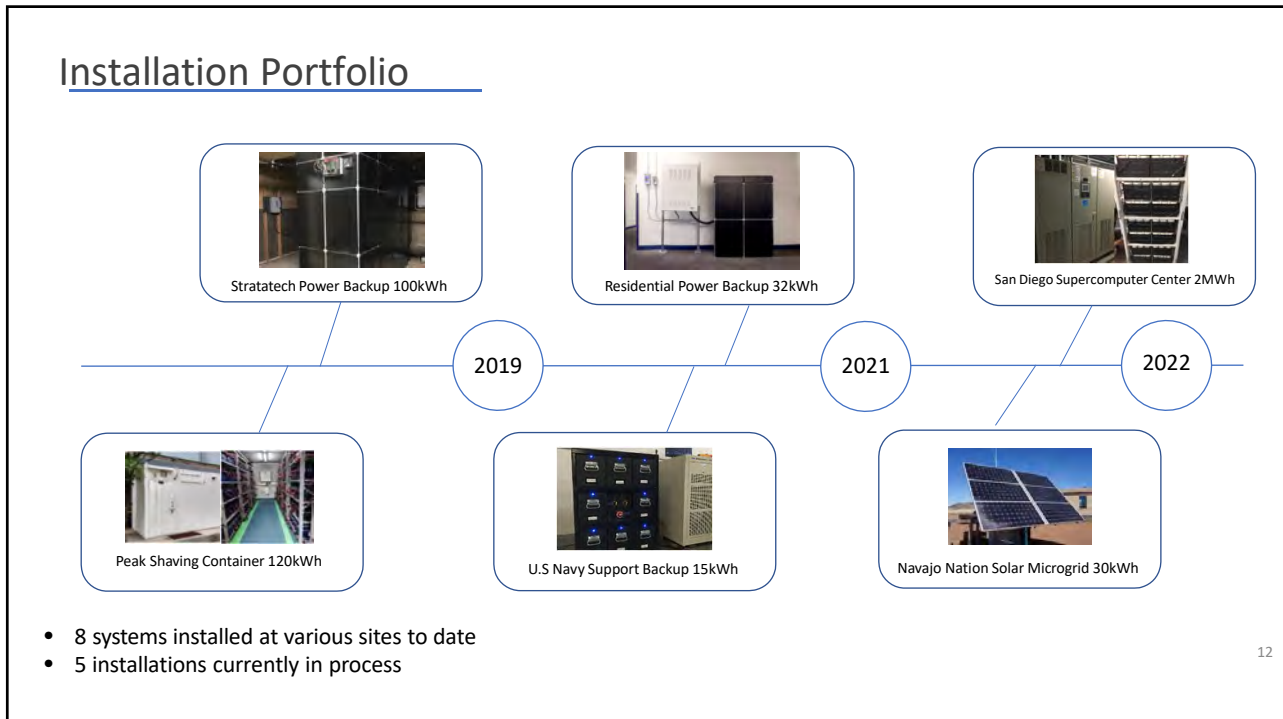 Installation Portfolio
Stratatech Power Backup 100kWh
Residential Power Backup 32kWh
San Diego Supercomputer Center 2MWh
2019
2021
2022
Peak Shaving Container 120kWh
U.S Navy Support Backup 15kWh
Navajo Nation Solar Microgrid 30kWh
• 8 systems installed at various sites to date
• 5 installations currently in process
12